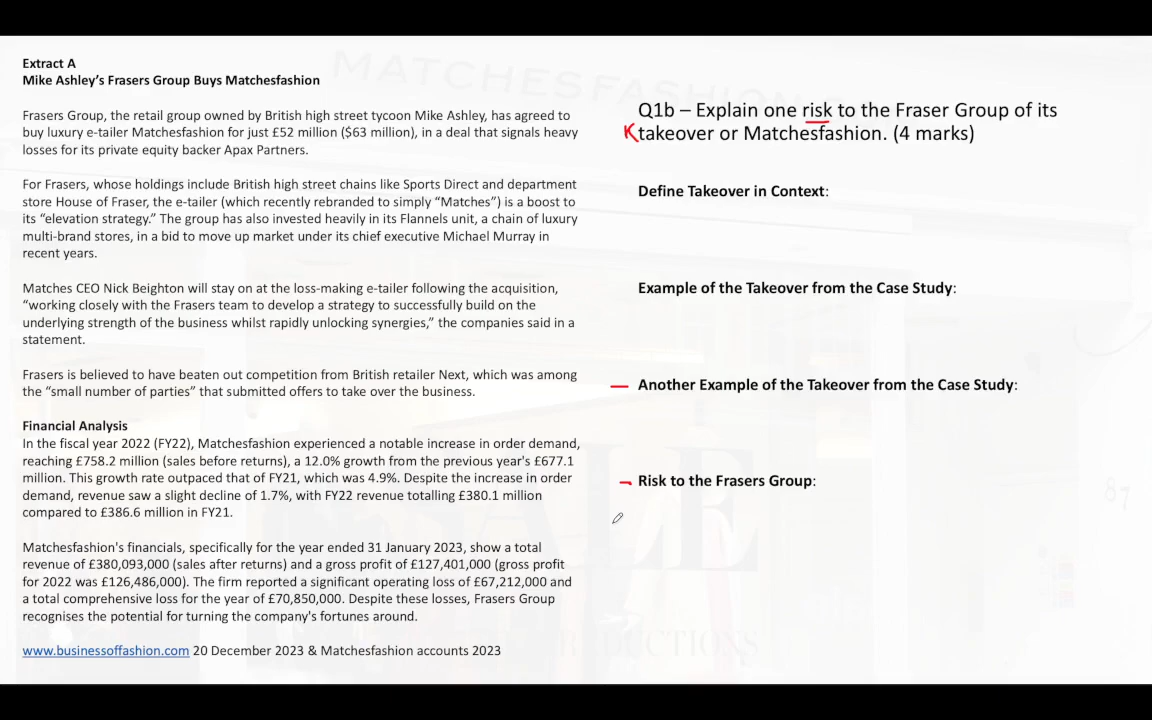 MATCHESFASHION
Extract A
Mike Ashley's Frasers Group Buys Matchesfashion
Frasers Group, the retail group owned by British high street tycoon Mike Ashley, has agreed to
buy luxury e-tailer Matchesfashion for just £52 million ($63 million), in a deal that signals heavy
losses for its private equity backer Apax Partners.
For Frasers, whose holdings include British high street chains like Sports Direct and department
store House of Fraser, the e-tailer (which recently rebranded to simply "Matches") is a boost to
its "elevation strategy." The group has also invested heavily in its Flannels unit, a chain of luxury
multi-brand stores, in a bid to move up market under its chief executive Michael Murray in
recent years.
Matches CEO Nick Beighton will stay on at the loss-making e-tailer following the acquisition,
"working closely with the Frasers team to develop a strategy to successfully build on the
underlying strength of the business whilst rapidly unlocking synergies," the companies said in a
statement.
Frasers is believed to have beaten out competition from British retailer Next, which was among
the "small number of parties" that submitted offers to take over the business.
Financial Analysis
In the fiscal year 2022 (FY22), Matchesfashion experienced a notable increase in order demand,
reaching £758.2 million (sales before returns), a 12.0% growth from the previous year's £677.1
million. This growth rate outpaced that of FY21, which was 4.9%. Despite the increase in order
demand, revenue saw a slight decline of 1.7%, with FY22 revenue totalling £380.1 million
compared to £386.6 million in FY21.
Matchesfashion's financials, specifically for the year ended 31 January 2023, show a total
revenue of £380,093,000 (sales after returns) and a gross profit of £127,401,000 (gross profit
for 2022 was £126,486,000). The firm reported a significant operating loss of £67,212,000 and
a total comprehensive loss for the year of £70,850,000. Despite these losses, Frasers Group
recognises the potential for turning the company's fortunes around.
www.businessoffashion.com 20 December 2023 & Matchesfashion accounts 2023
Q1b – Explain one risk to the Fraser Group of its
K takeover or Matchesfashion. (4 marks)
Define Takeover in Context:
Example of the Takeover from the Case Study:
Another Example of the Takeover from the Case Study:
Risk to the Frasers Group:
SALE
REDUCTIONS
87